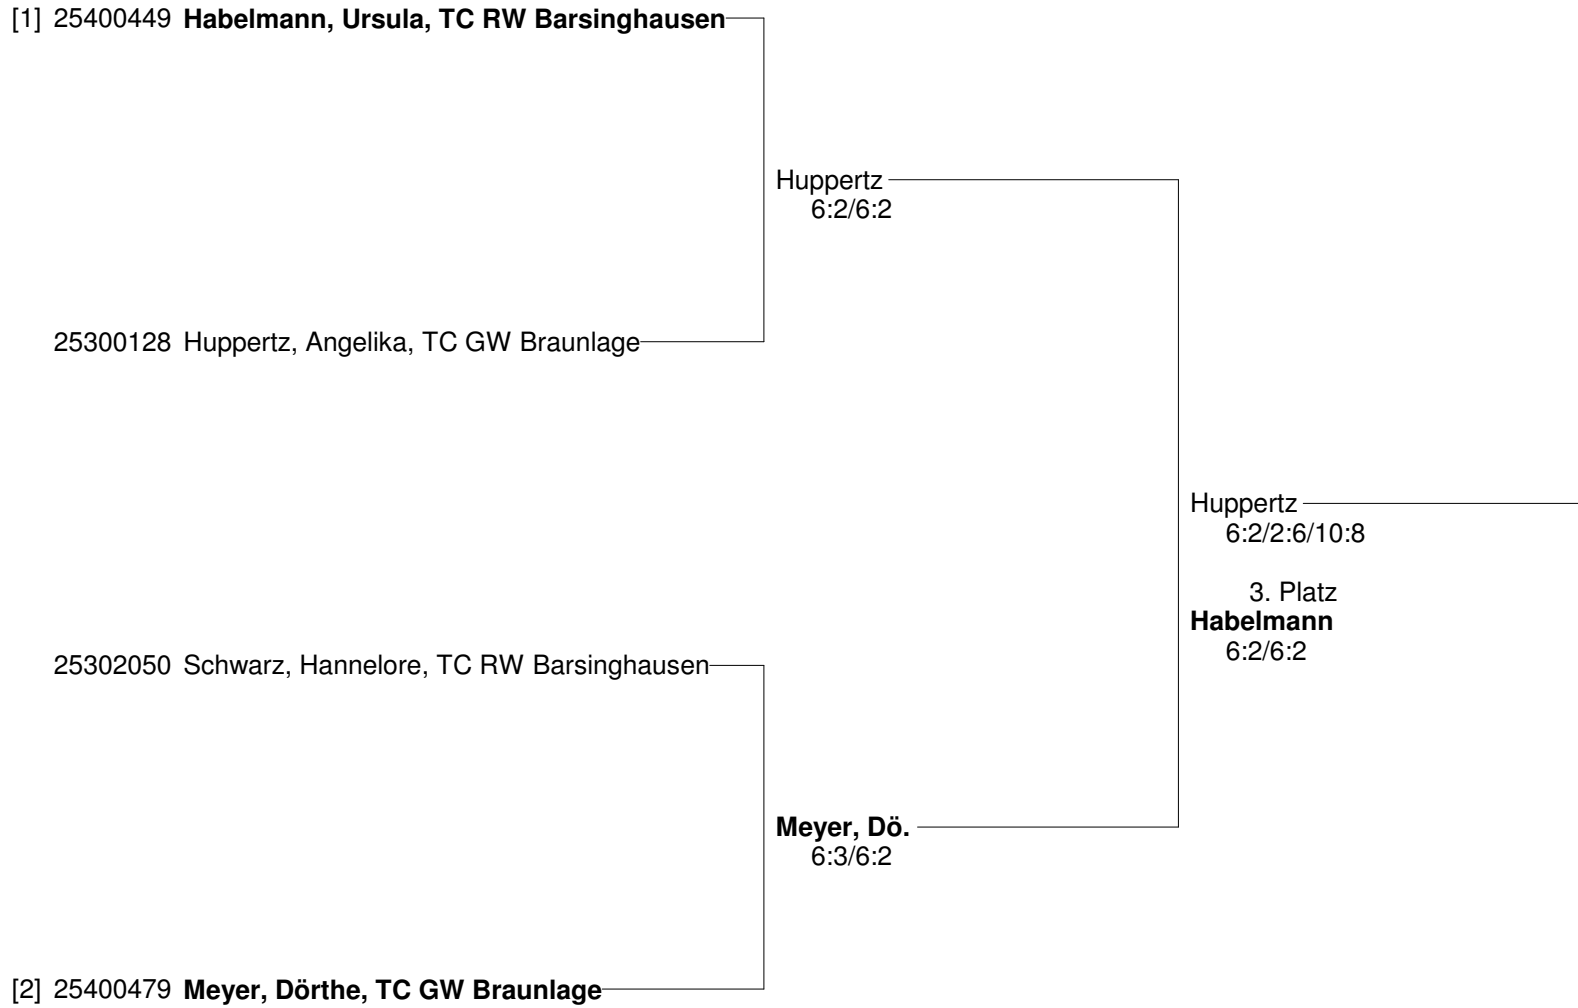 [1] 25400449 Habelmann, Ursula, TC RW Barsinghausen
Huppertz
6:2/6:2
25300128 Huppertz, Angelika, TC GW Braunlage
Huppertz
6:2/2:6/10:8
3. Platz
Habelmann
6:2/6:2
25302050 Schwarz, Hannelore, TC RW Barsinghausen
Meyer, Dö.
6:3/6:2
[2] 25400479 Meyer, Dörthe, TC GW Braunlage